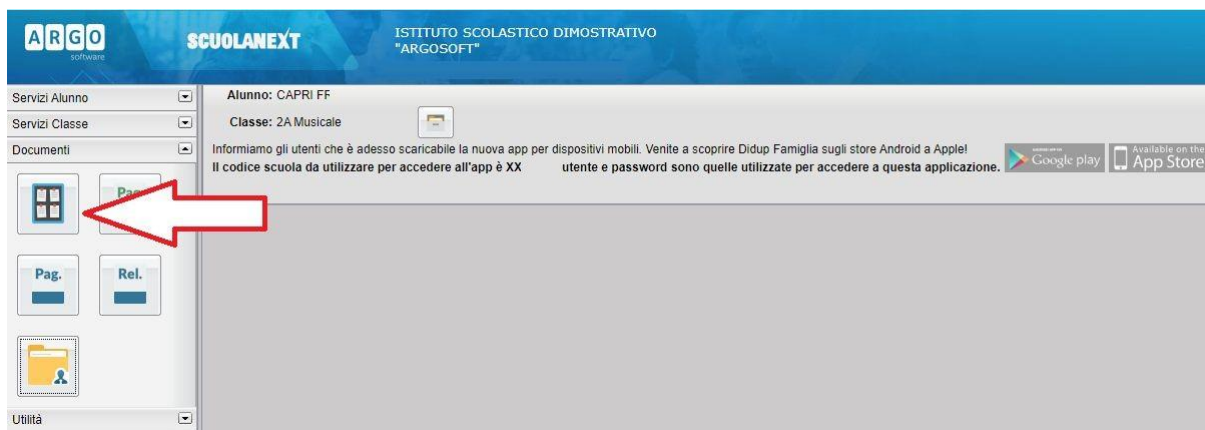 ARGO
software
SCUOLANEXT
ISTITUTO SCOLASTICO DIMOSTRATIVO
"ARGOSOFT"
Servizi Alunno
Servizi Classe
Documenti
Pag.
Rel.
Utilità
Alunno: CAPRI FF
Classe: 2A Musicale
Informiamo gli utenti che è adesso scaricabile la nuova app per dispositivi mobili. Venite a scoprire Didup Famiglia sugli store Android a Apple!
Il codice scuola da utilizzare per accedere all'app è XX utente e password sono quelle utilizzate per accedere a questa applicazione.
Google play
Available on the
App Store